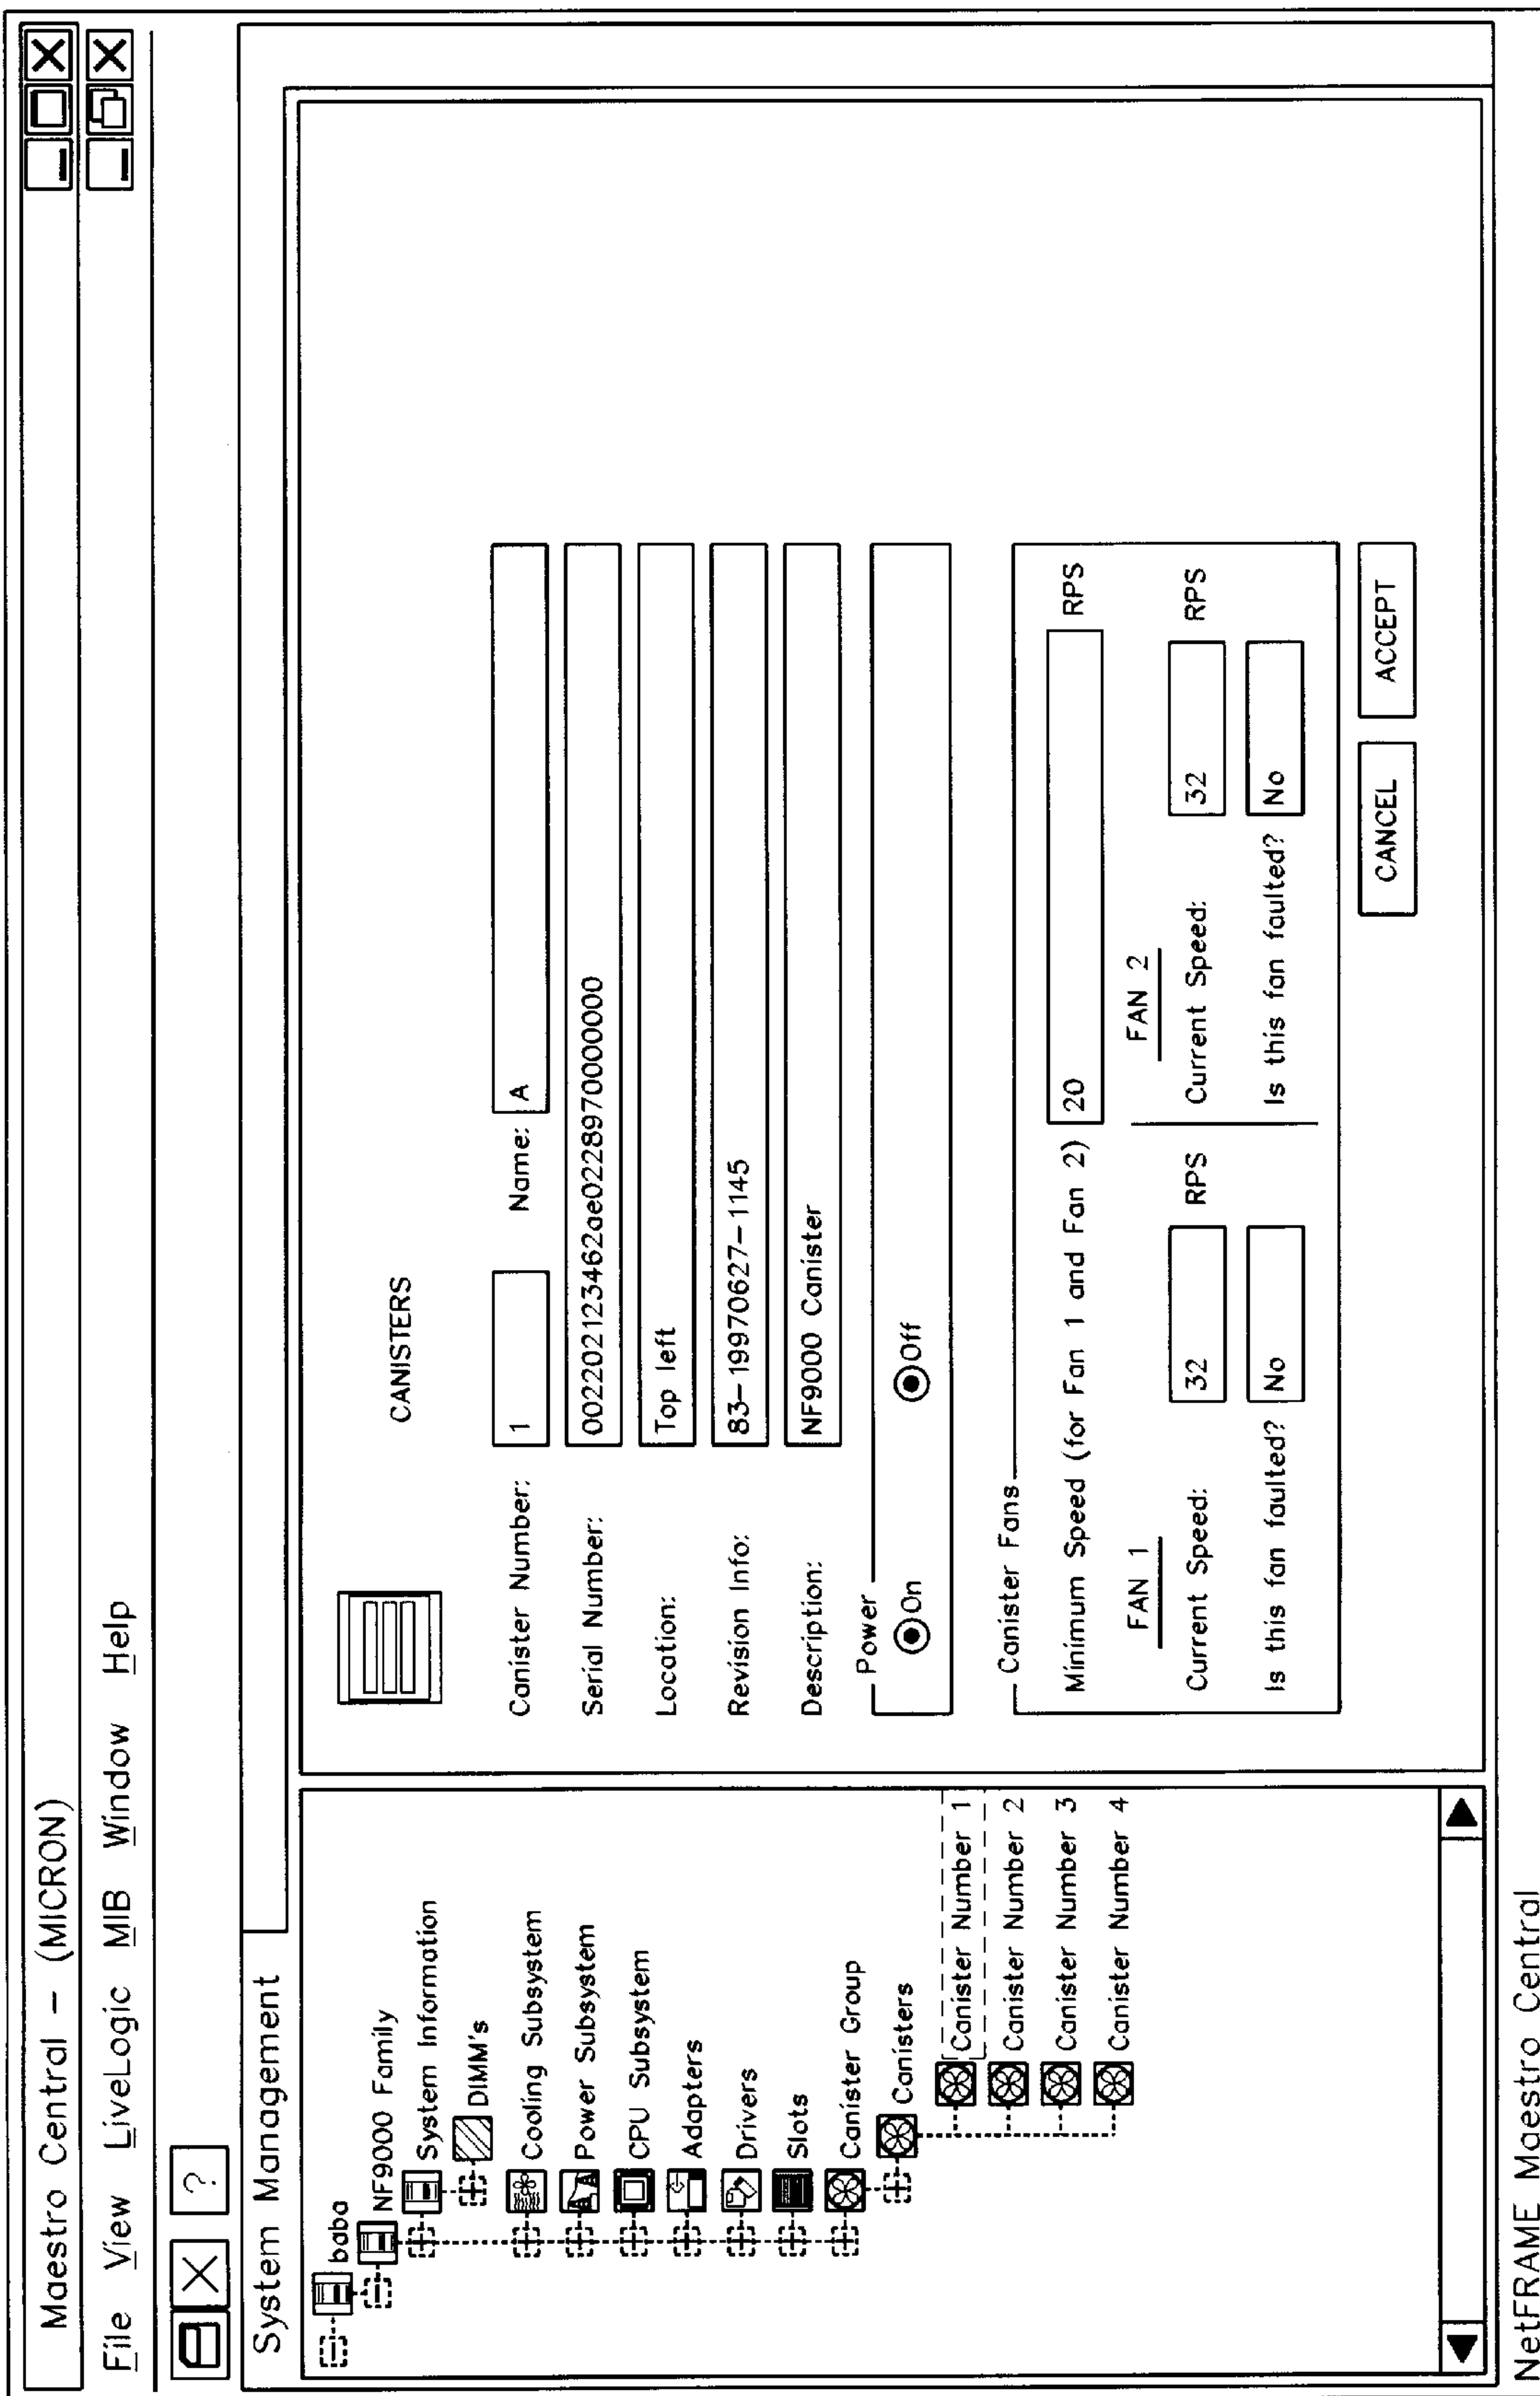 Maestro Central – (MICRON)
File View LiveLogic MIB Window Help
?
System Management
baba
NF9000 Family
System Information
DIMM's
Cooling Subsystem
Power Subsystem
CPU Subsystem
Adapters
Drivers
Slots
Canister Group
Canisters
Canister Number 1
Canister Number 2
Canister Number 3
Canister Number 4
CANISTERS
Canister Number: 1 Name: A
Serial Number: 002202123462ae022897000000
Location: Top left
Revision Info: 83–19970627–1145
Description: NF9000 Canister
Power
On Off
Canister Fans
Minimum Speed (for Fan 1 and Fan 2) 20 RPS
FAN 1 FAN 2
Current Speed: 32 RPS Current Speed: 32 RPS
Is this fan faulted? No Is this fan faulted? No
CANCEL ACCEPT
NetFRAME Maestro Central